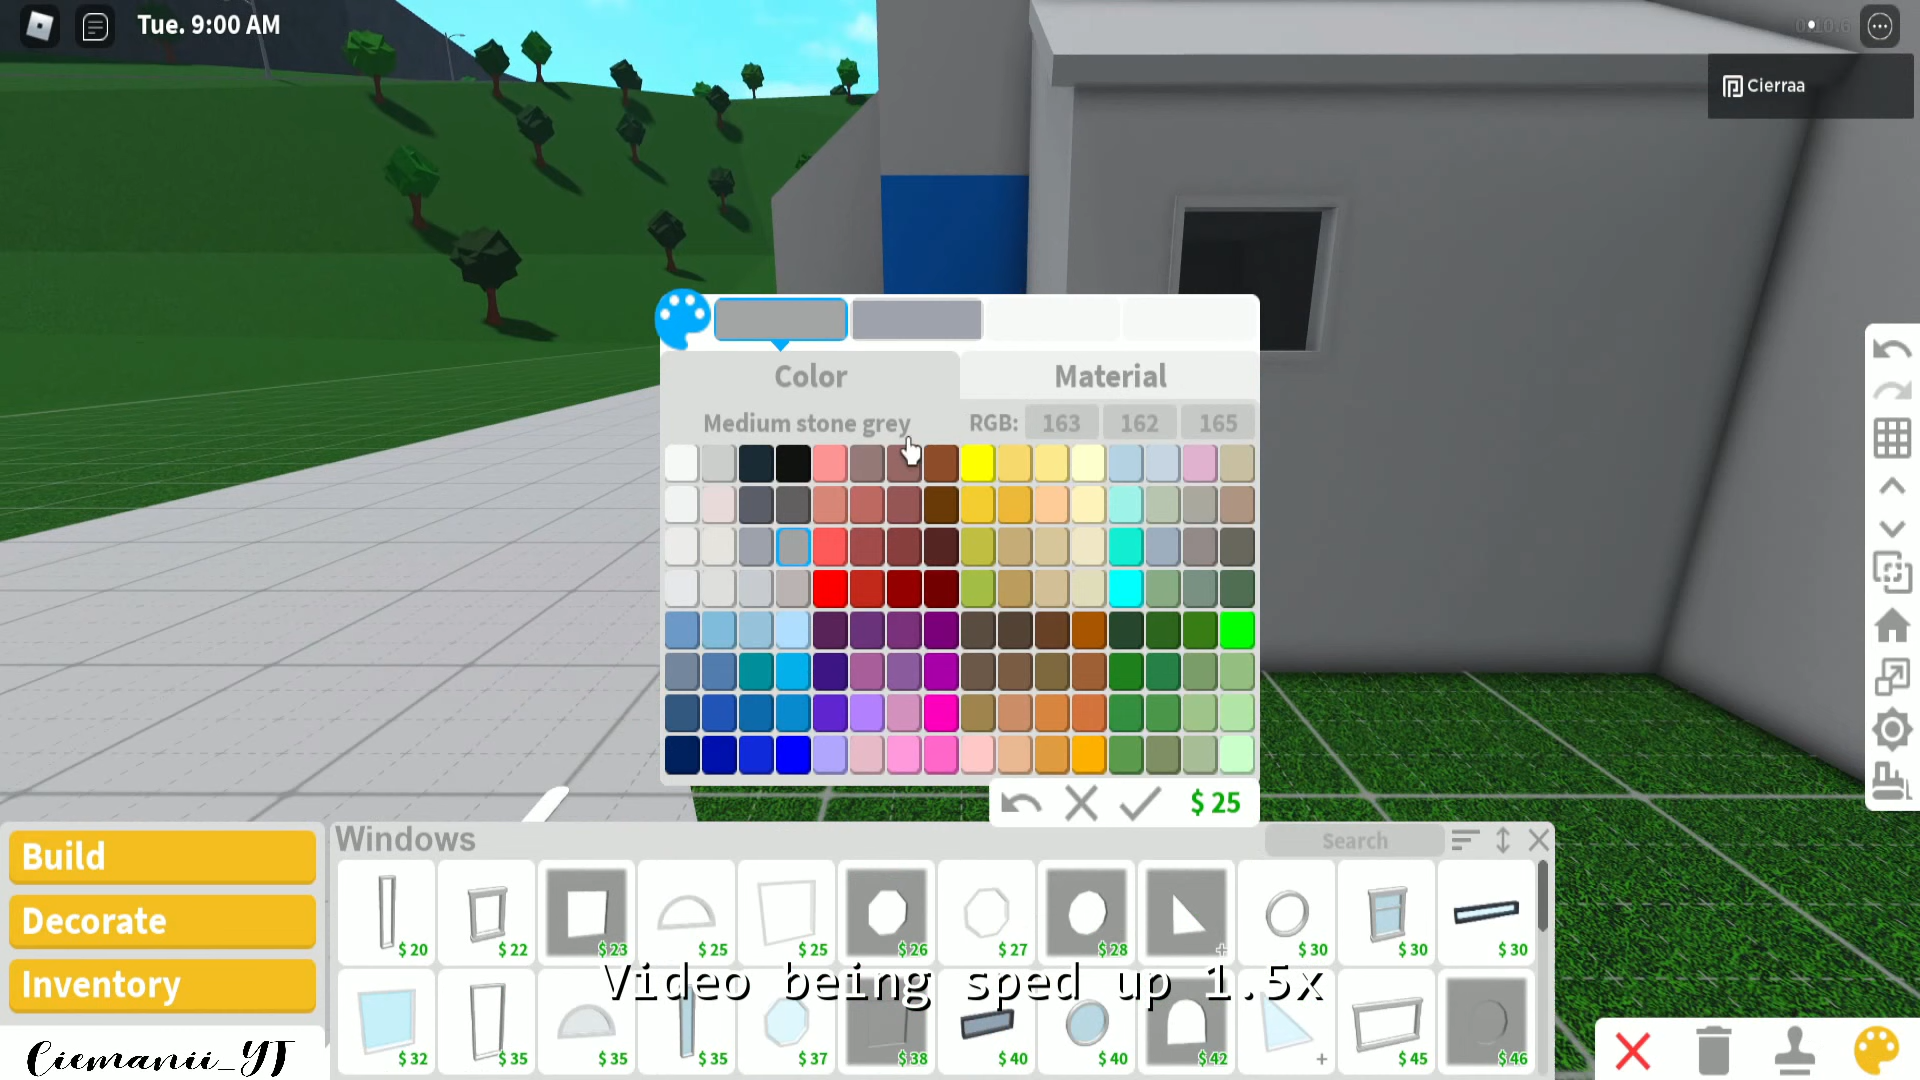 Tue. 9:00 AM
Cierraa
Color
Material
Medium stone grey
RGB: 163 162 165
$ 25
Build
Decorate
Inventory
Windows
Search
$ 20
$ 22
$ 23
$ 25
$ 25
$ 26
$ 27
$ 28
$ 30
$ 30
$ 30
Video being sped up 1.5x
$ 32
$ 35
$ 35
$ 35
$ 37
$ 38
$ 40
$ 40
$ 42
$ 45
$ 46
Ciemanii_YT